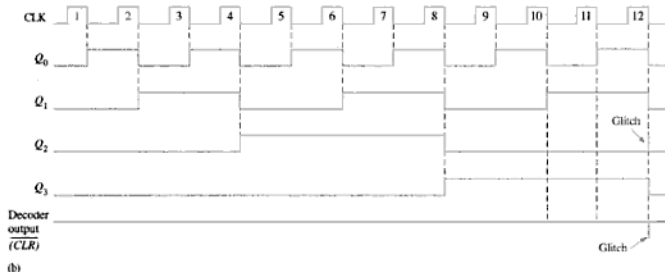 CLK 1 2 3 4 5 6 7 8 9 10 11 12
Q0
Q1
Glitch
Q2
Q3
Decoder
output
(CLR)
Glitch
(b)